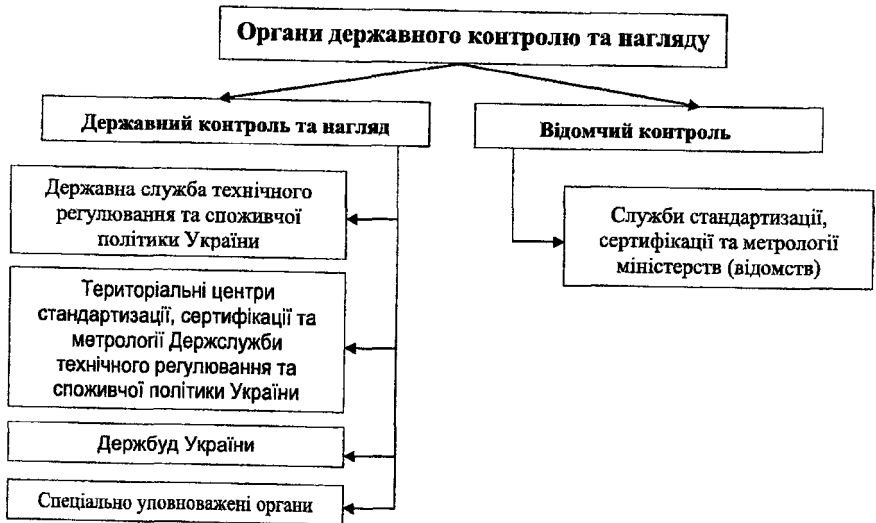 Органи державного контролю та нагляду
Державний контроль та нагляд
Відомчий контроль
Державна служба технічного
регулювання та споживчої
політики України
Територіальні центри
стандартизації, сертифікації та
метрології Держслужби
технічного регулювання та
споживчої політики України
Держбуд України
Спеціально уповноважені органи
Служби стандартизації,
сертифікації та метрології
міністерств (відомств)